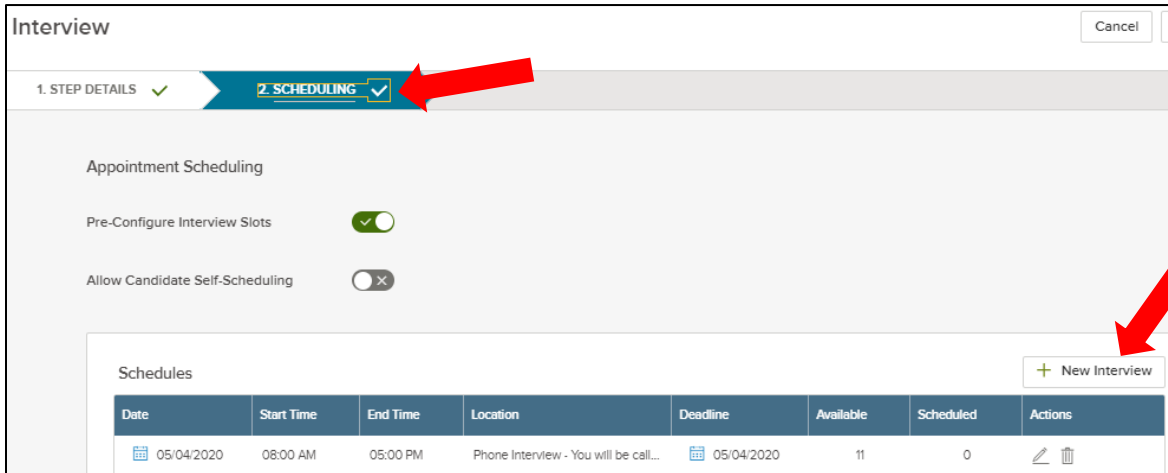 Interview
Cancel
1. STEP DETAILS
2. SCHEDULING
Appointment Scheduling
Pre-Configure Interview Slots
Allow Candidate Self-Scheduling
Schedules
+ New Interview
Date Start Time End Time Location Deadline Available Scheduled Actions
05/04/2020 08:00 AM 05:00 PM Phone Interview - You will be call... 05/04/2020 11 0